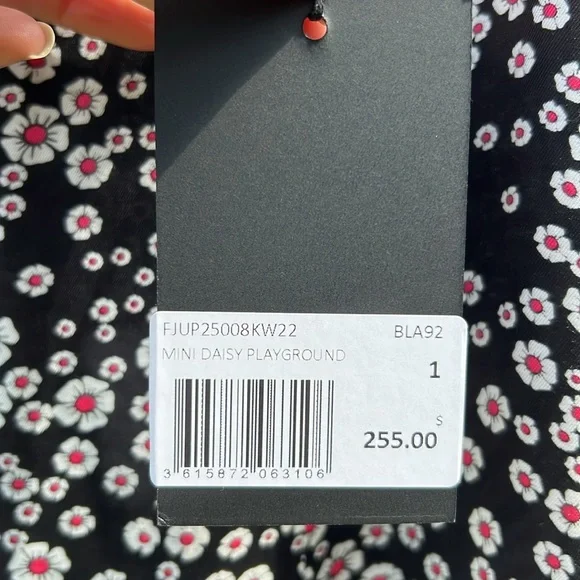 FJUP25008KW22 BLA92
MINI DAISY PLAYGROUND
1
$
255.00
3 615872 063106